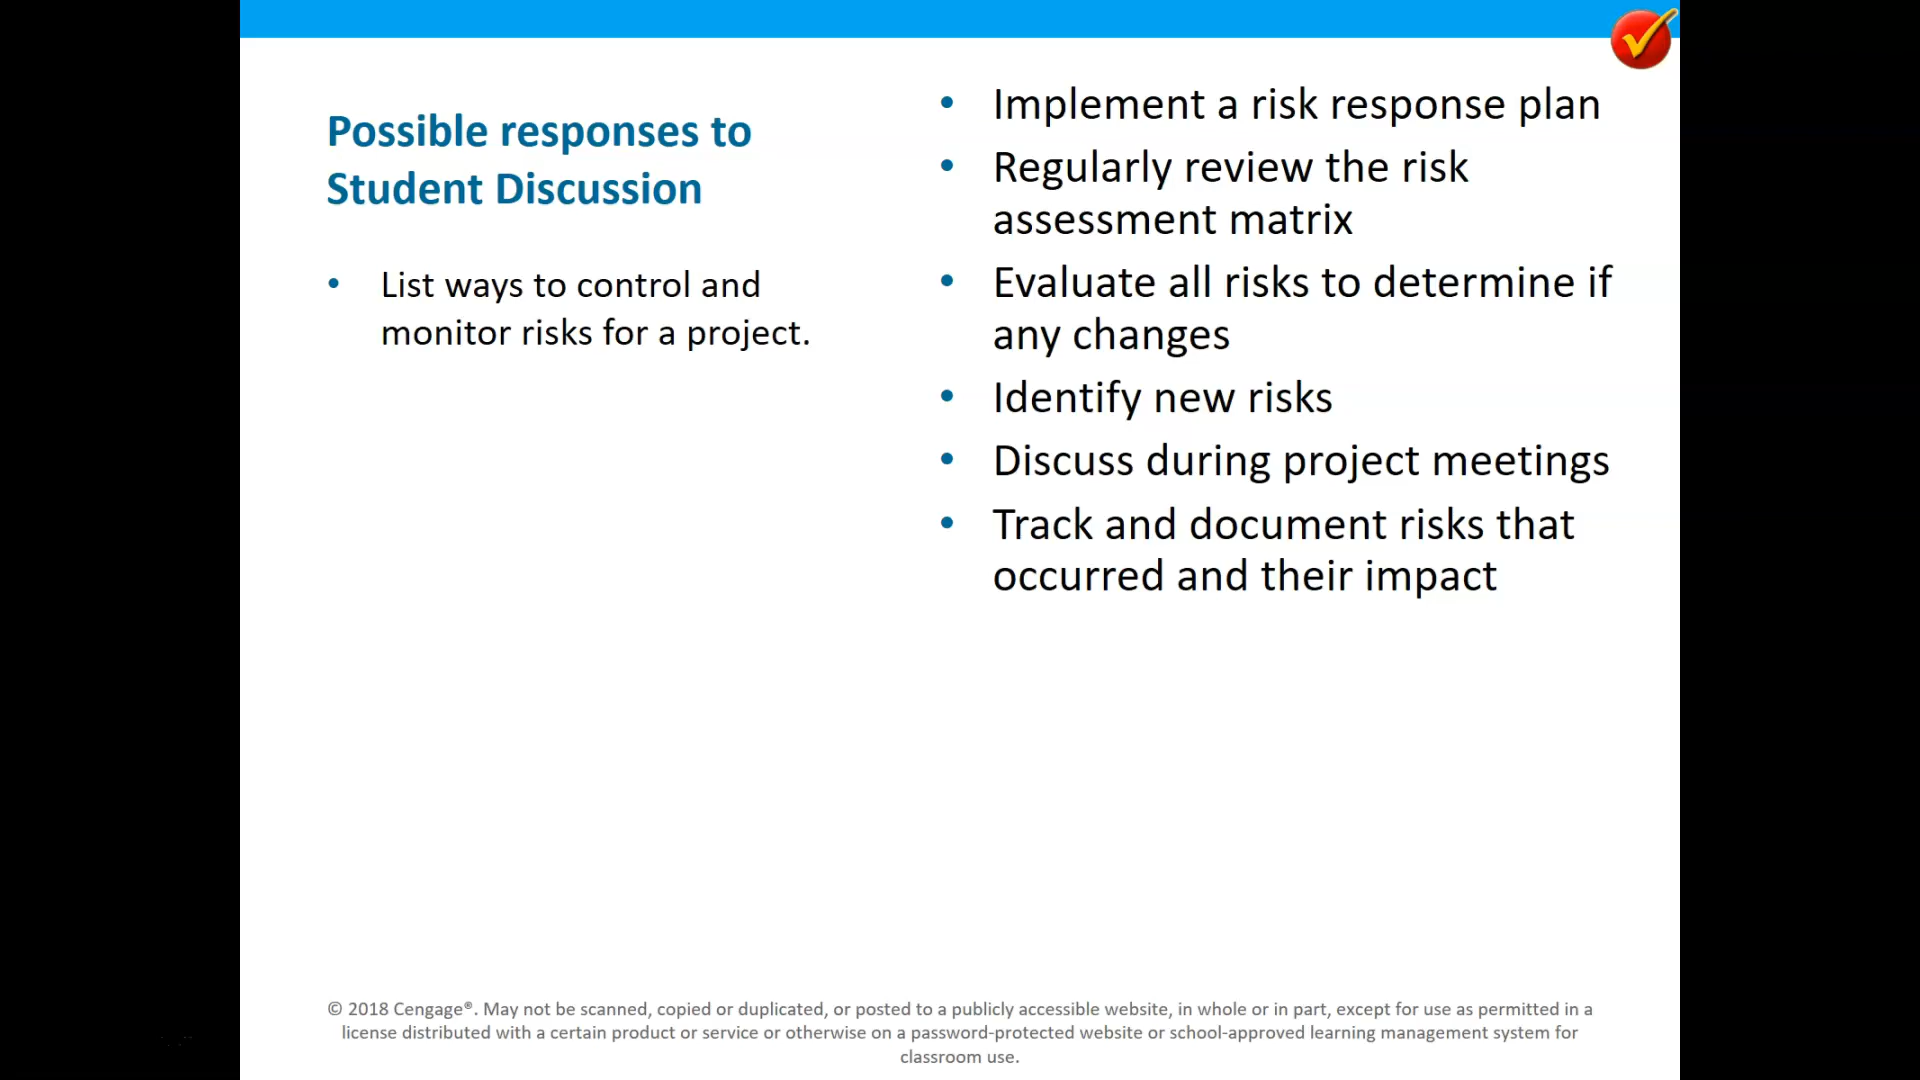 Possible responses to
Student Discussion
• List ways to control and
monitor risks for a project.
• Implement a risk response plan
• Regularly review the risk
assessment matrix
• Evaluate all risks to determine if
any changes
• Identify new risks
• Discuss during project meetings
• Track and document risks that
occurred and their impact
© 2018 Cengage®. May not be scanned, copied or duplicated, or posted to a publicly accessible website, in whole or in part, except for use as permitted in a
license distributed with a certain product or service or otherwise on a password-protected website or school-approved learning management system for
classroom use.